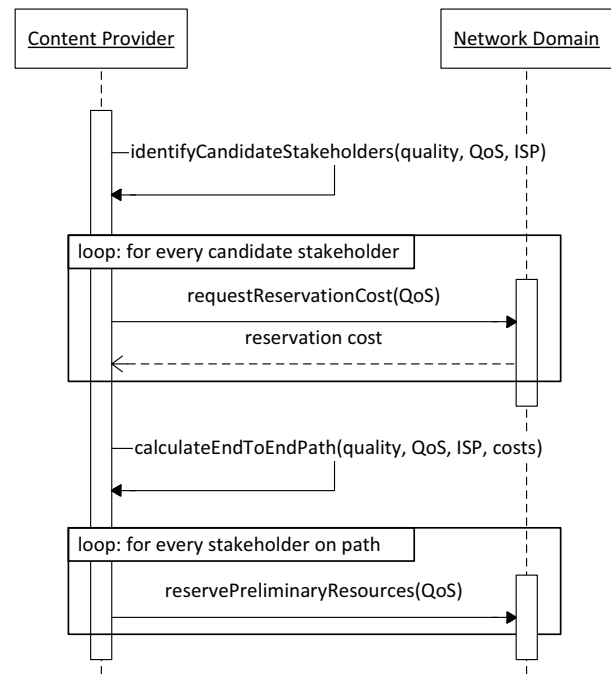 Content Provider
Network Domain
identifyCandidateStakeholders(quality, QoS, ISP)
loop: for every candidate stakeholder
requestReservationCost(QoS)
reservation cost
calculateEndToEndPath(quality, QoS, ISP, costs)
loop: for every stakeholder on path
reservePreliminaryResources(QoS)